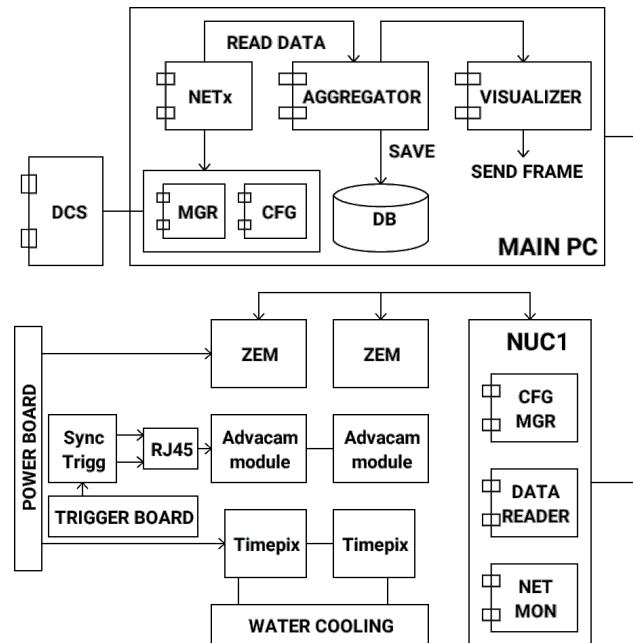 READ DATA
NETx
AGGREGATOR
VISUALIZER
SAVE
SEND FRAME
DCS
MGR
CFG
DB
MAIN PC
POWER BOARD
ZEM
ZEM
NUC1
CFG
MGR
Sync
Trigg
RJ45
Advacam
module
Advacam
module
DATA
READER
TRIGGER BOARD
Timepix
Timepix
NET
MON
WATER COOLING